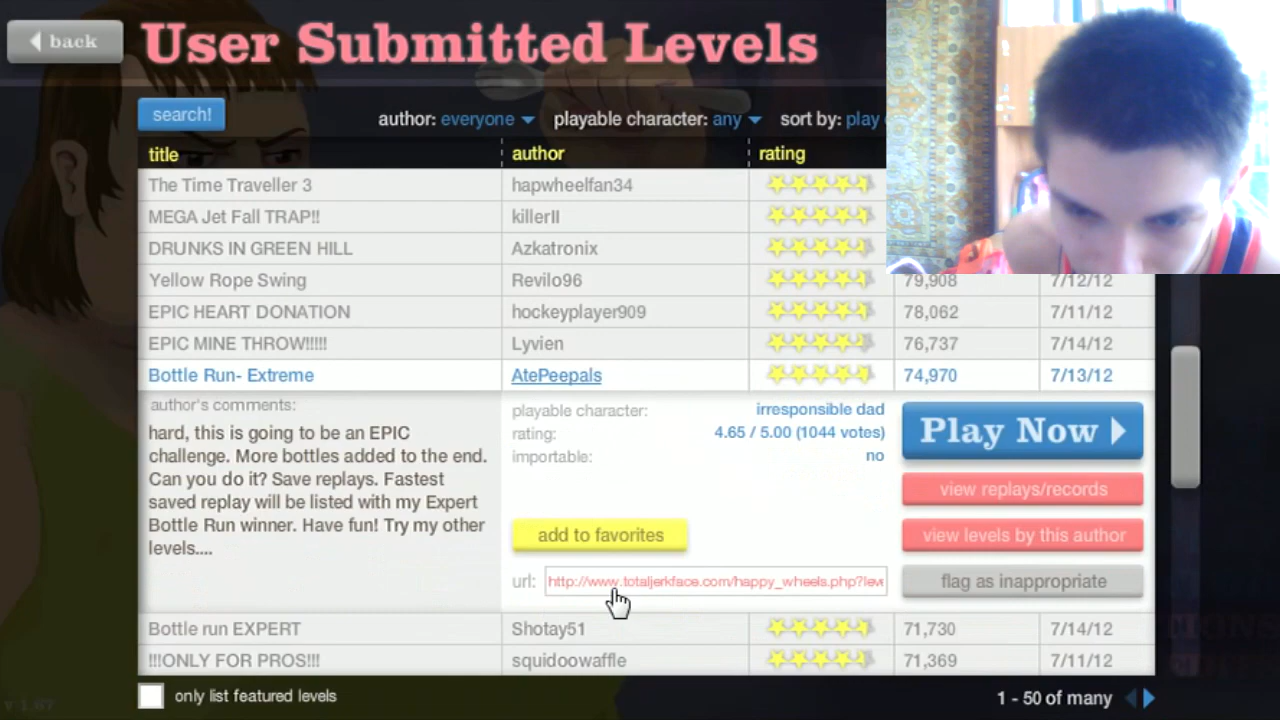 back
User Submitted Levels
search!
author: everyone
playable character: any
sort by: play
title author rating
The Time Traveller 3 hapwheelfan34
MEGA Jet Fall TRAP!! killerII
DRUNKS IN GREEN HILL Azkatronix
Yellow Rope Swing Revilo96 79,908 7/12/12
EPIC HEART DONATION hockeyplayer909 78,062 7/11/12
EPIC MINE THROW!!!!! Lyvien 76,737 7/14/12
Bottle Run- Extreme AtePeepals 74,970 7/13/12
author's comments:
hard, this is going to be an EPIC
challenge. More bottles added to the end.
Can you do it? Save replays. Fastest
saved replay will be listed with my Expert
Bottle Run winner. Have fun! Try my other
levels....
playable character: irresponsible dad
rating: 4.65 / 5.00 (1044 votes)
importable: no
add to favorites
url: http://www.totaljerkface.com/happy_wheels.php?leve
Play Now
view replays/records
view levels by this author
flag as inappropriate
Bottle run EXPERT Shotay51 71,730 7/14/12
!!!ONLY FOR PROS!!! squidoowaffle 71,369 7/11/12
only list featured levels
1 - 50 of many